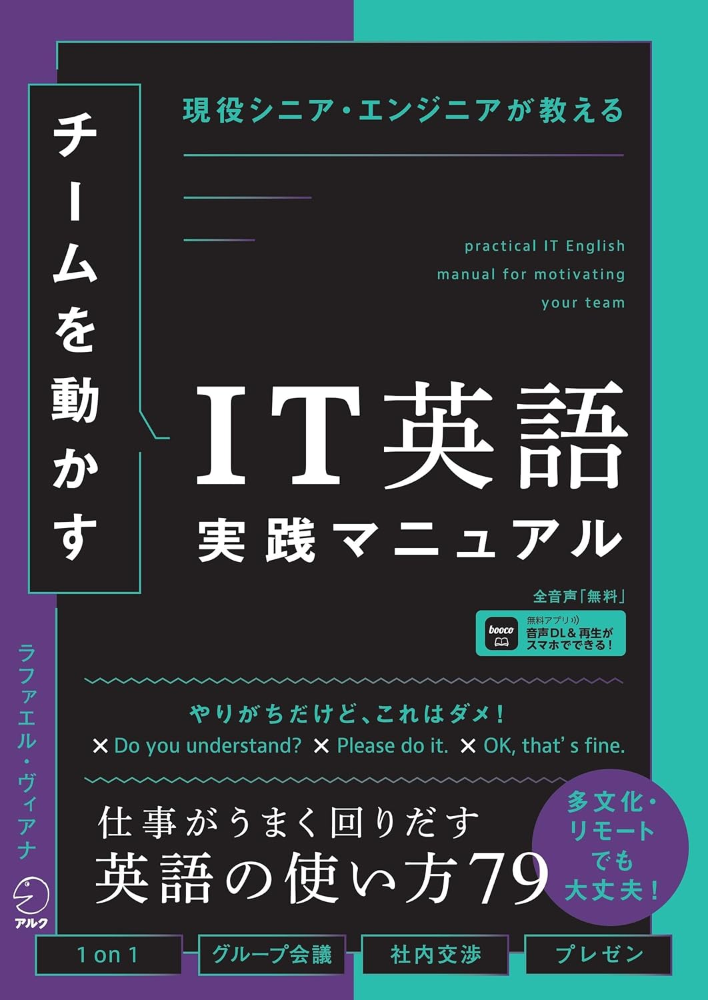 現役シニア・エンジニアが教える
チームを動かす
practical IT English
manual for motivating
your team
IT英語
実践マニュアル
全音声「無料」
booco
無料アプリ
音声DL&再生が
スマホでできる!
やりがちだけど、これはダメ!
× Do you understand? × Please do it. × OK, that's fine.
仕事がうまく回りだす
英語の使い方79
多文化・
リモート
でも
大丈夫!
ラファエル・ヴィアナ
アルク
1 on 1
グループ会議
社内交渉
プレゼン